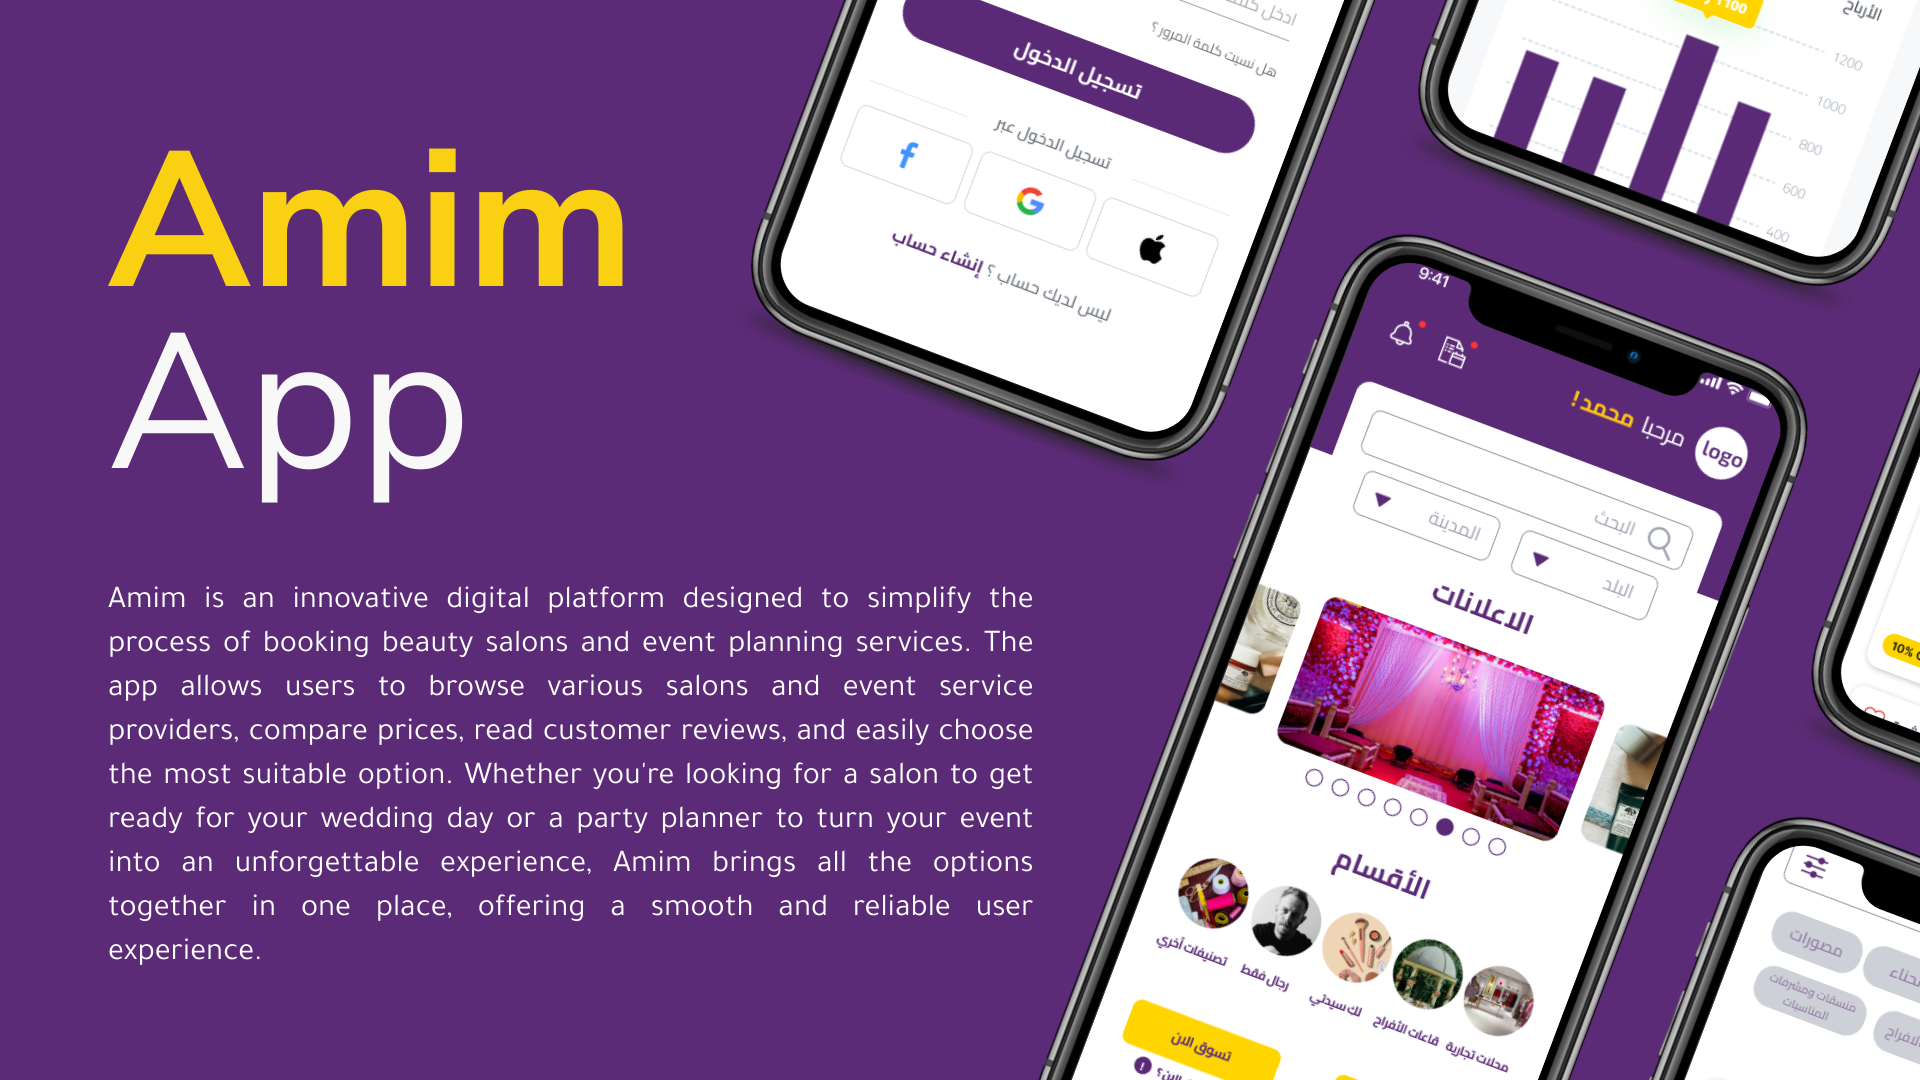 Amim
App
Amim is an innovative digital platform designed to simplify the
process of booking beauty salons and event planning services. The
app allows users to browse various salons and event service
providers, compare prices, read customer reviews, and easily choose
the most suitable option. Whether you're looking for a salon to get
ready for your wedding day or a party planner to turn your event
into an unforgettable experience, Amim brings all the options
together in one place, offering a smooth and reliable user
experience.
ادخل
هل نسيت كلمة المرور ؟
تسجيل الدخول
تسجيل الدخول عبر
ليس لديك حساب ؟ إنشاء حساب
الأرباح
1100
1200
1000
800
600
400
9:41
مرحبا محمد !
logo
البحث
المدينة
البلد
الاعلانات
الأقسام
تصنيفات أخري
رجال فقط
لك سيدتي
قاعات الأفراح
محلات تجارية
تسوق الان
10%
مصورات
منسقات ومشرفات
المناسبات